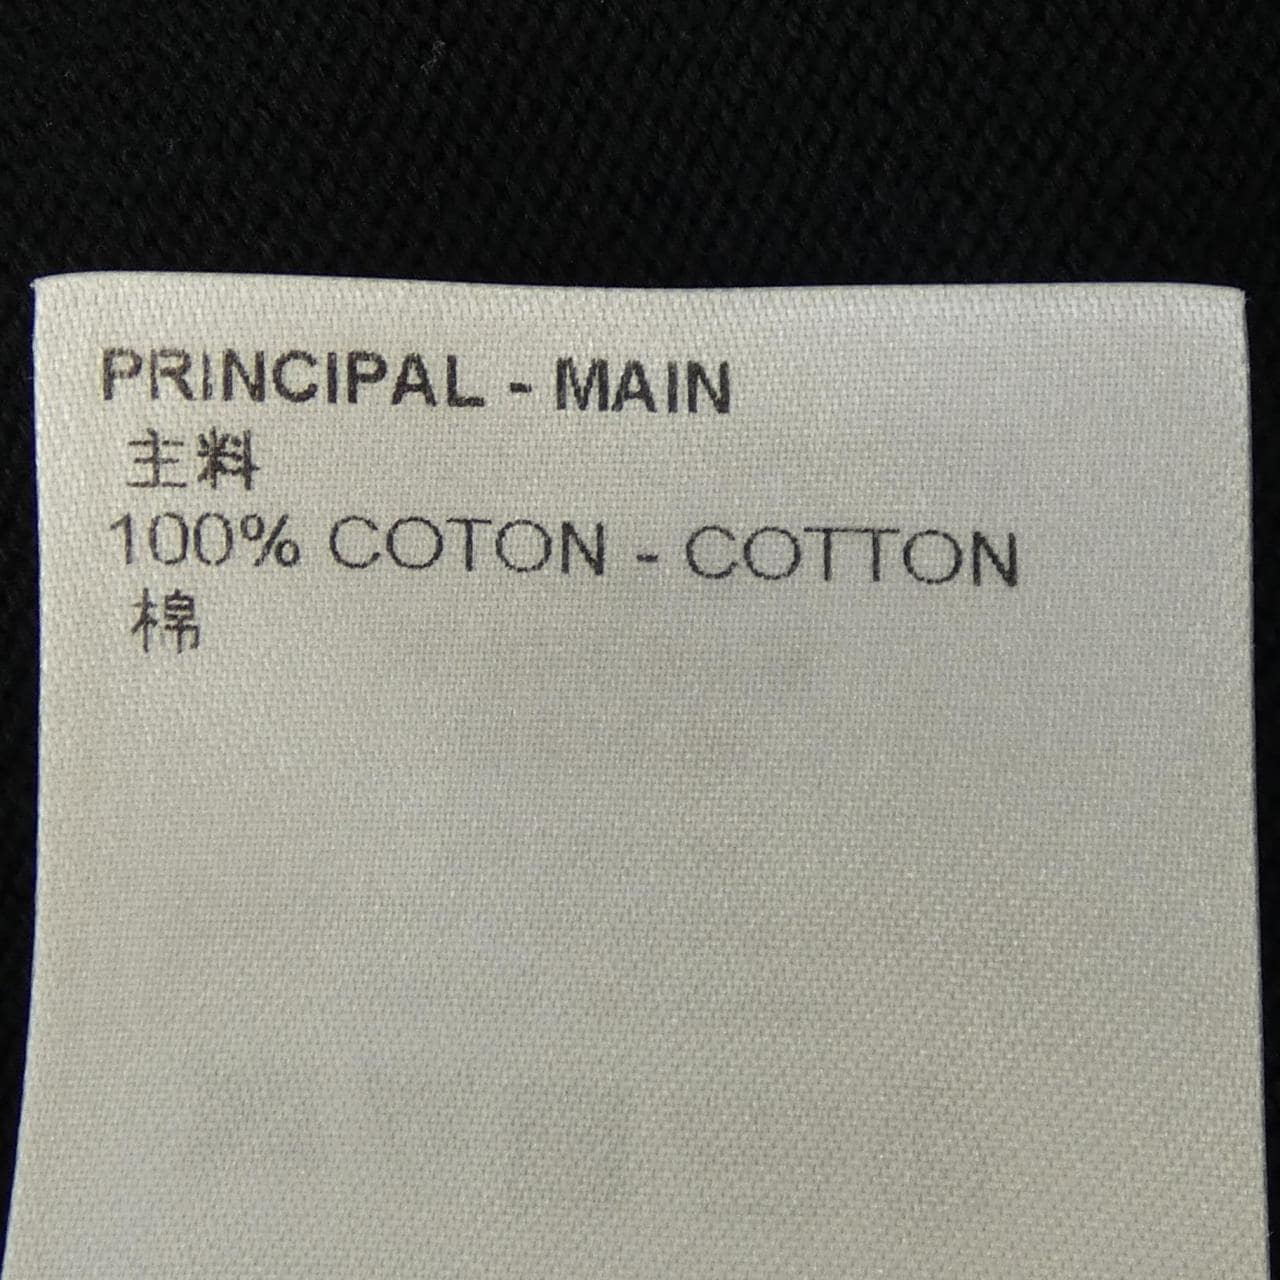 PRINCIPAL - MAIN
主料
100% COTON - COTTON
棉